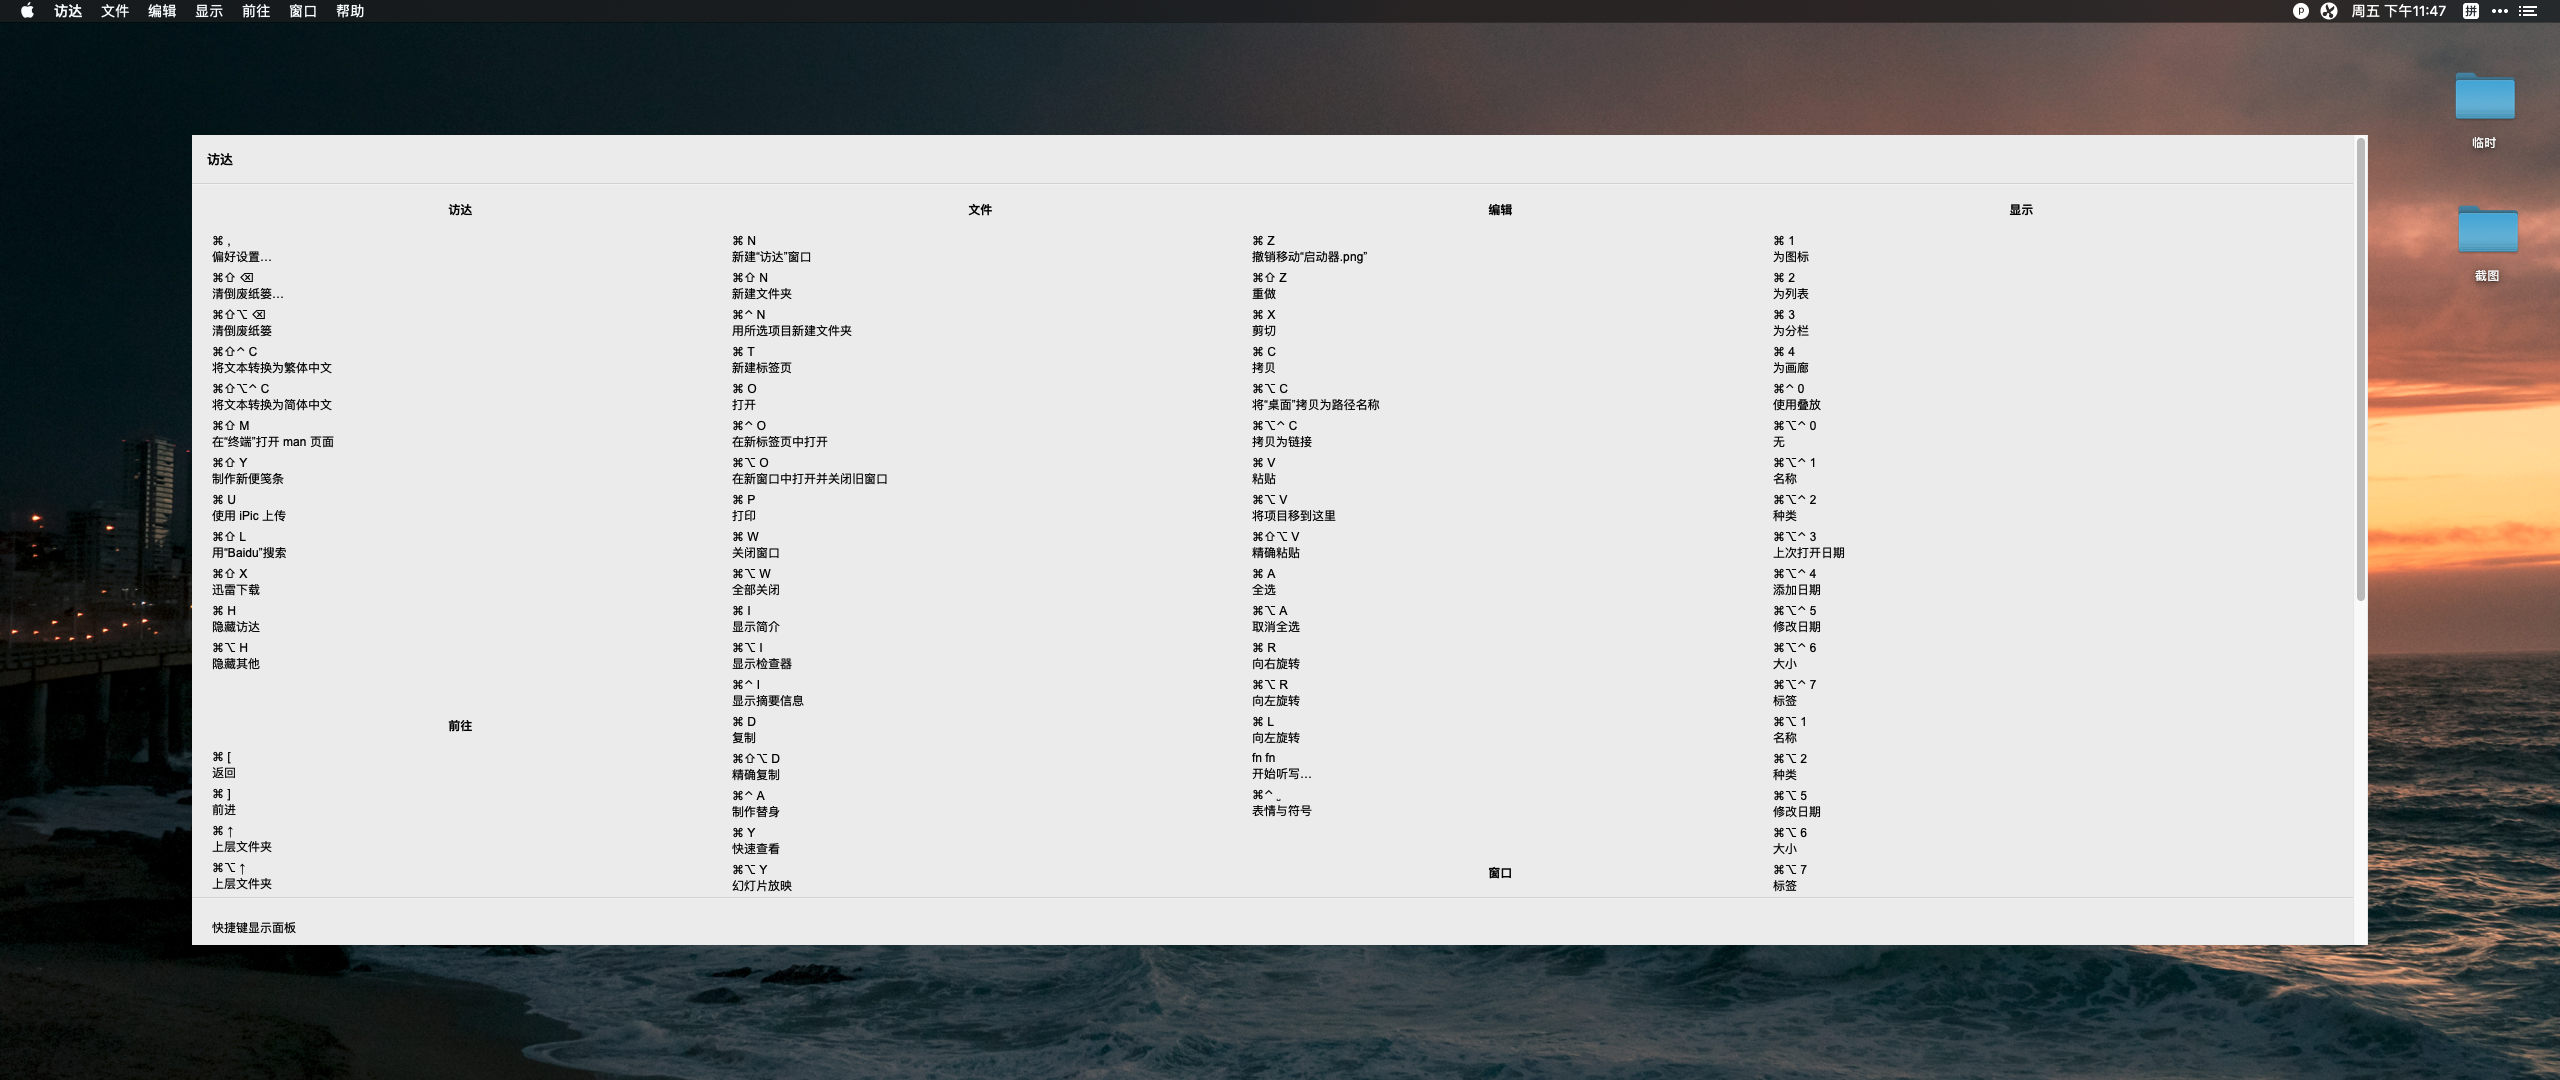 访达 文件 编辑 显示 前往 窗口 帮助
周五 下午11:47 拼
临时
截图
访达
访达
⌘ ,
偏好设置…
⌘⇧ ⌫
清倒废纸篓…
⌘⇧⌥ ⌫
清倒废纸篓
⌘⇧^ C
将文本转换为繁体中文
⌘⇧⌥^ C
将文本转换为简体中文
⌘⇧ M
在“终端”打开 man 页面
⌘⇧ Y
制作新便笺条
⌘ U
使用 iPic 上传
⌘⇧ L
用“Baidu”搜索
⌘⇧ X
迅雷下载
⌘ H
隐藏访达
⌘⌥ H
隐藏其他
前往
⌘ [
返回
⌘ ]
前进
⌘ ↑
上层文件夹
⌘⌥ ↑
上层文件夹
文件
⌘ N
新建“访达”窗口
⌘⇧ N
新建文件夹
⌘^ N
用所选项目新建文件夹
⌘ T
新建标签页
⌘ O
打开
⌘^ O
在新标签页中打开
⌘⌥ O
在新窗口中打开并关闭旧窗口
⌘ P
打印
⌘ W
关闭窗口
⌘⌥ W
全部关闭
⌘ I
显示简介
⌘⌥ I
显示检查器
⌘^ I
显示摘要信息
⌘ D
复制
⌘⇧⌥ D
精确复制
⌘^ A
制作替身
⌘ Y
快速查看
⌘⌥ Y
幻灯片放映
编辑
⌘ Z
撤销移动“启动器.png”
⌘⇧ Z
重做
⌘ X
剪切
⌘ C
拷贝
⌘⌥ C
将“桌面”拷贝为路径名称
⌘⌥^ C
拷贝为链接
⌘ V
粘贴
⌘⌥ V
将项目移到这里
⌘⇧⌥ V
精确粘贴
⌘ A
全选
⌘⌥ A
取消全选
⌘ R
向右旋转
⌘⌥ R
向左旋转
⌘ L
向左旋转
fn fn
开始听写…
⌘^ ⎵
表情与符号
窗口
显示
⌘ 1
为图标
⌘ 2
为列表
⌘ 3
为分栏
⌘ 4
为画廊
⌘^ 0
使用叠放
⌘⌥^ 0
无
⌘⌥^ 1
名称
⌘⌥^ 2
种类
⌘⌥^ 3
上次打开日期
⌘⌥^ 4
添加日期
⌘⌥^ 5
修改日期
⌘⌥^ 6
大小
⌘⌥^ 7
标签
⌘⌥ 1
名称
⌘⌥ 2
种类
⌘⌥ 5
修改日期
⌘⌥ 6
大小
⌘⌥ 7
标签
快捷键显示面板